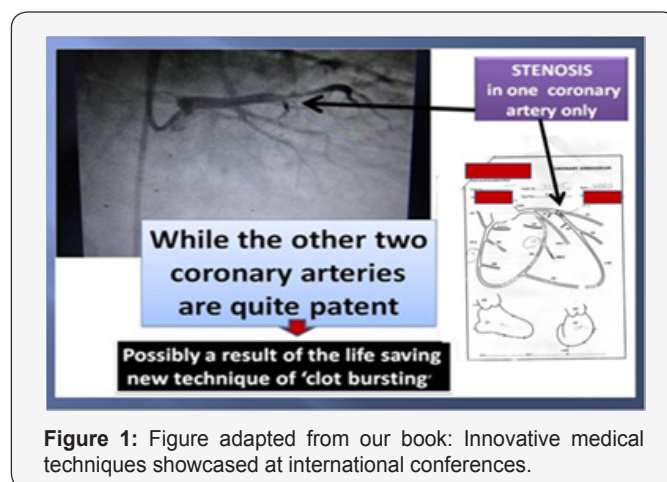 STENOSIS
in one coronary
artery only
CORONARY ANGIOGRAM
While the other two
coronary arteries
are quite patent
Possibly a result of the life saving
new technique of 'clot bursting'
Figure 1: Figure adapted from our book: Innovative medical
techniques showcased at international conferences.